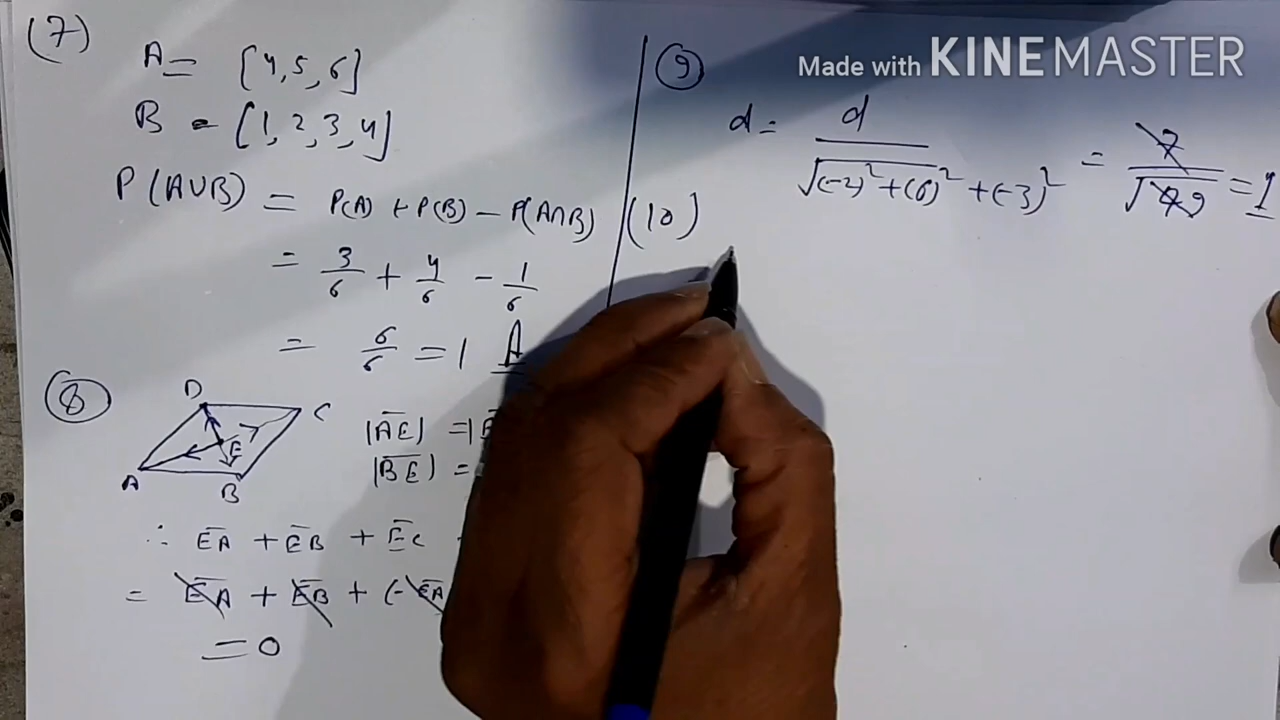 (7)
A = [4, 5, 6]
B = [1, 2, 3, 4]
P (A∪B) = P(A) + P(B) − P(A∩B)
= 3/6 + 4/6 − 1/6
= 6/6 = 1 A
(8)
D
C
E
A
B
|AE| = |
|BE| =
∴ EA + EB + EC
= EA + EB + (− EA
= 0
(9)
Made with KINEMASTER
d = d / √(−2)² + (6)² + (−3)² = 7 / √49 = 1
(10)